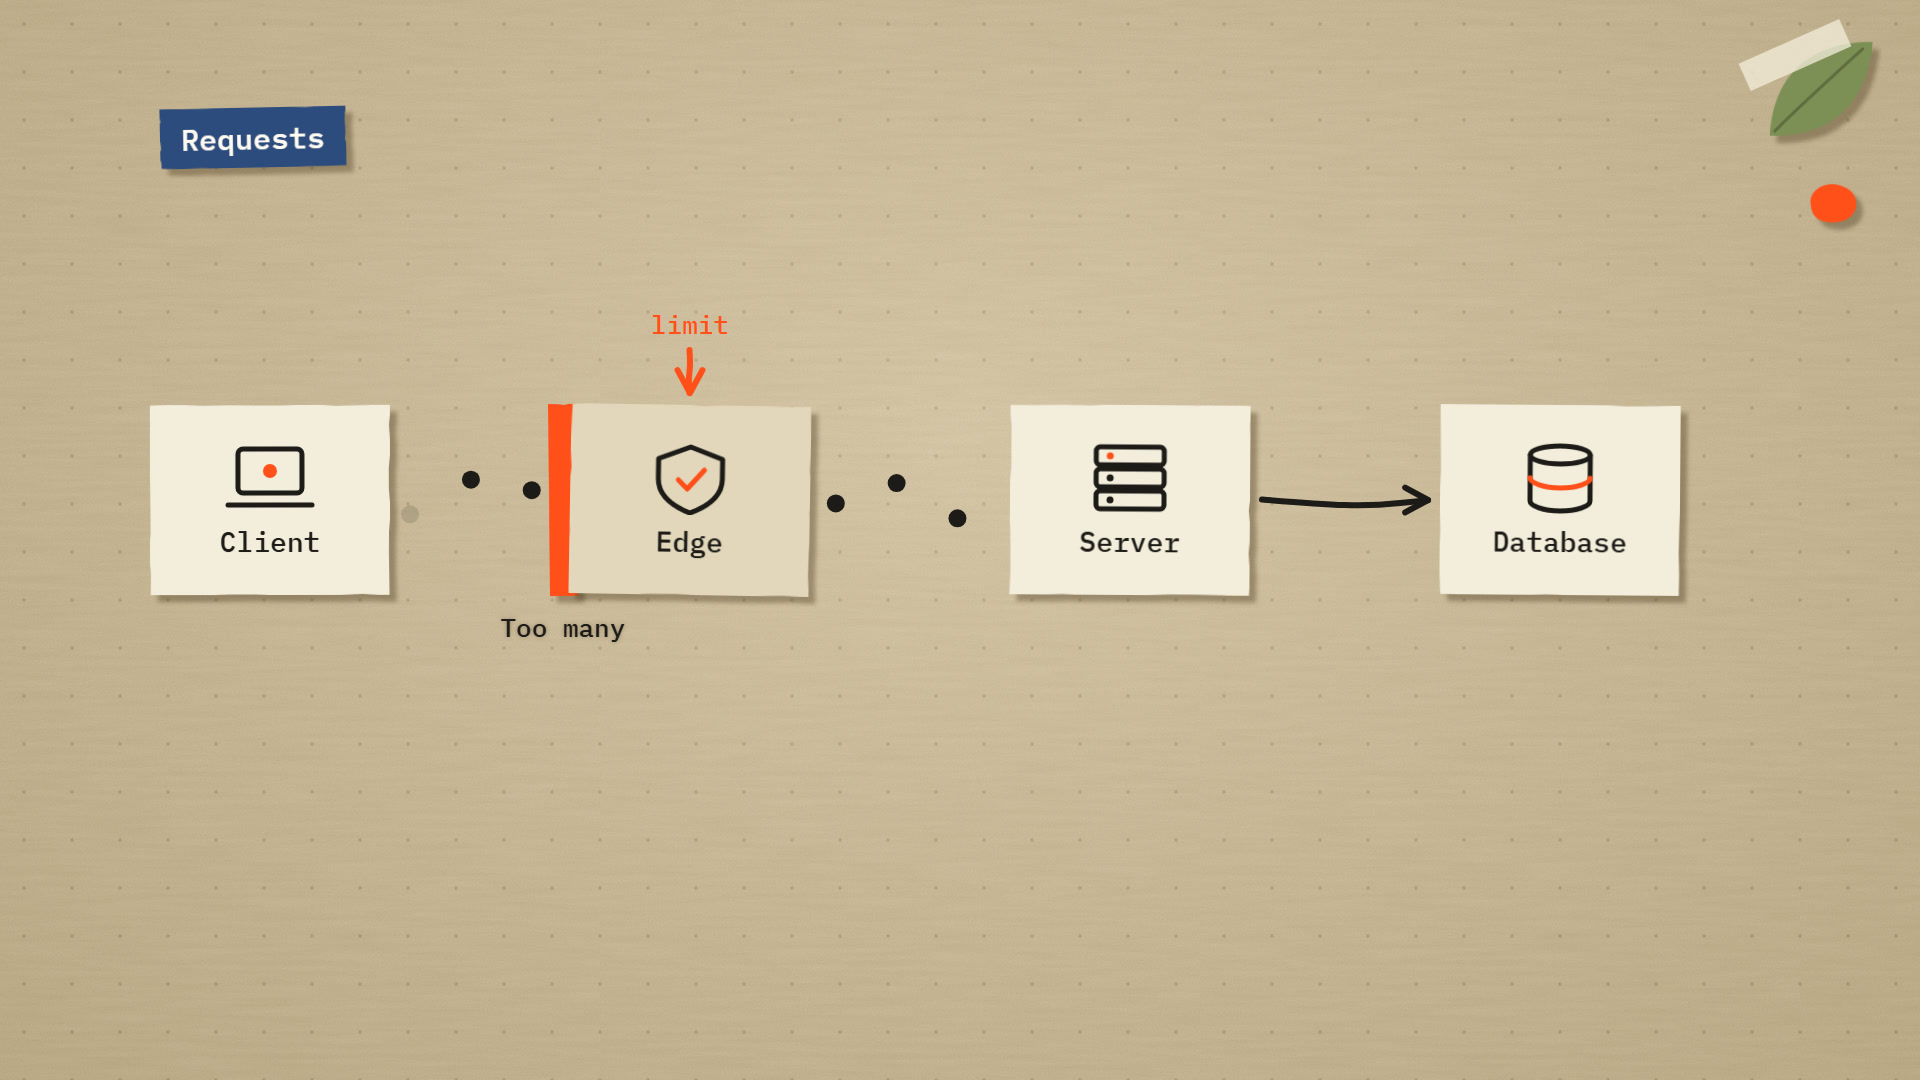 Requests
limit
Client
Edge
Server
Database
Too many